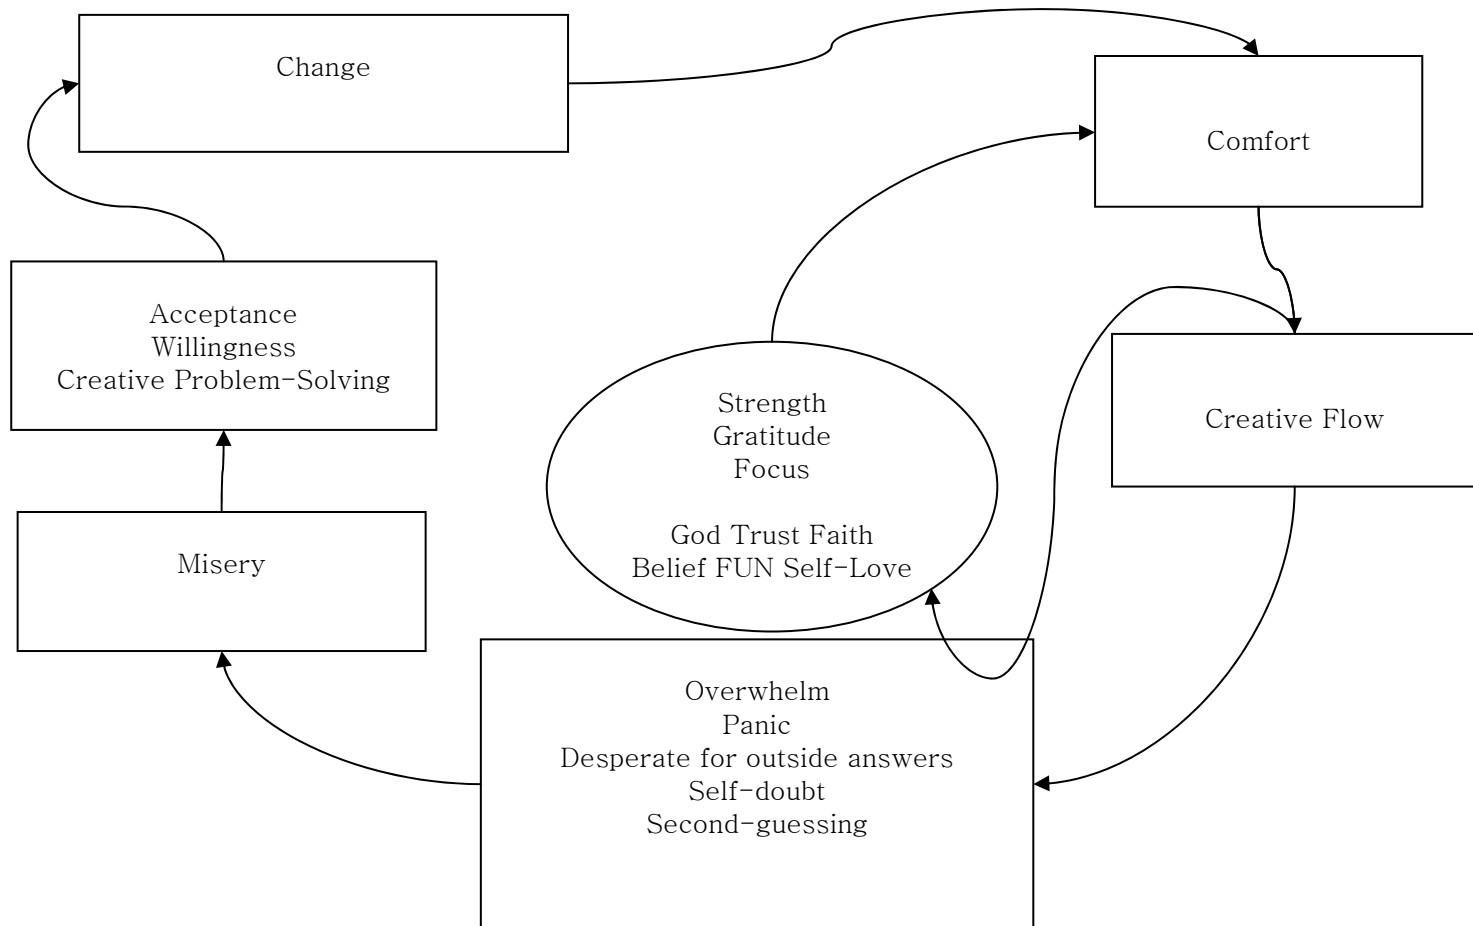 Change
Comfort
Acceptance
Willingness
Creative Problem-Solving
Strength
Gratitude
Focus
God Trust Faith
Belief FUN Self-Love
Creative Flow
Misery
Overwhelm
Panic
Desperate for outside answers
Self-doubt
Second-guessing